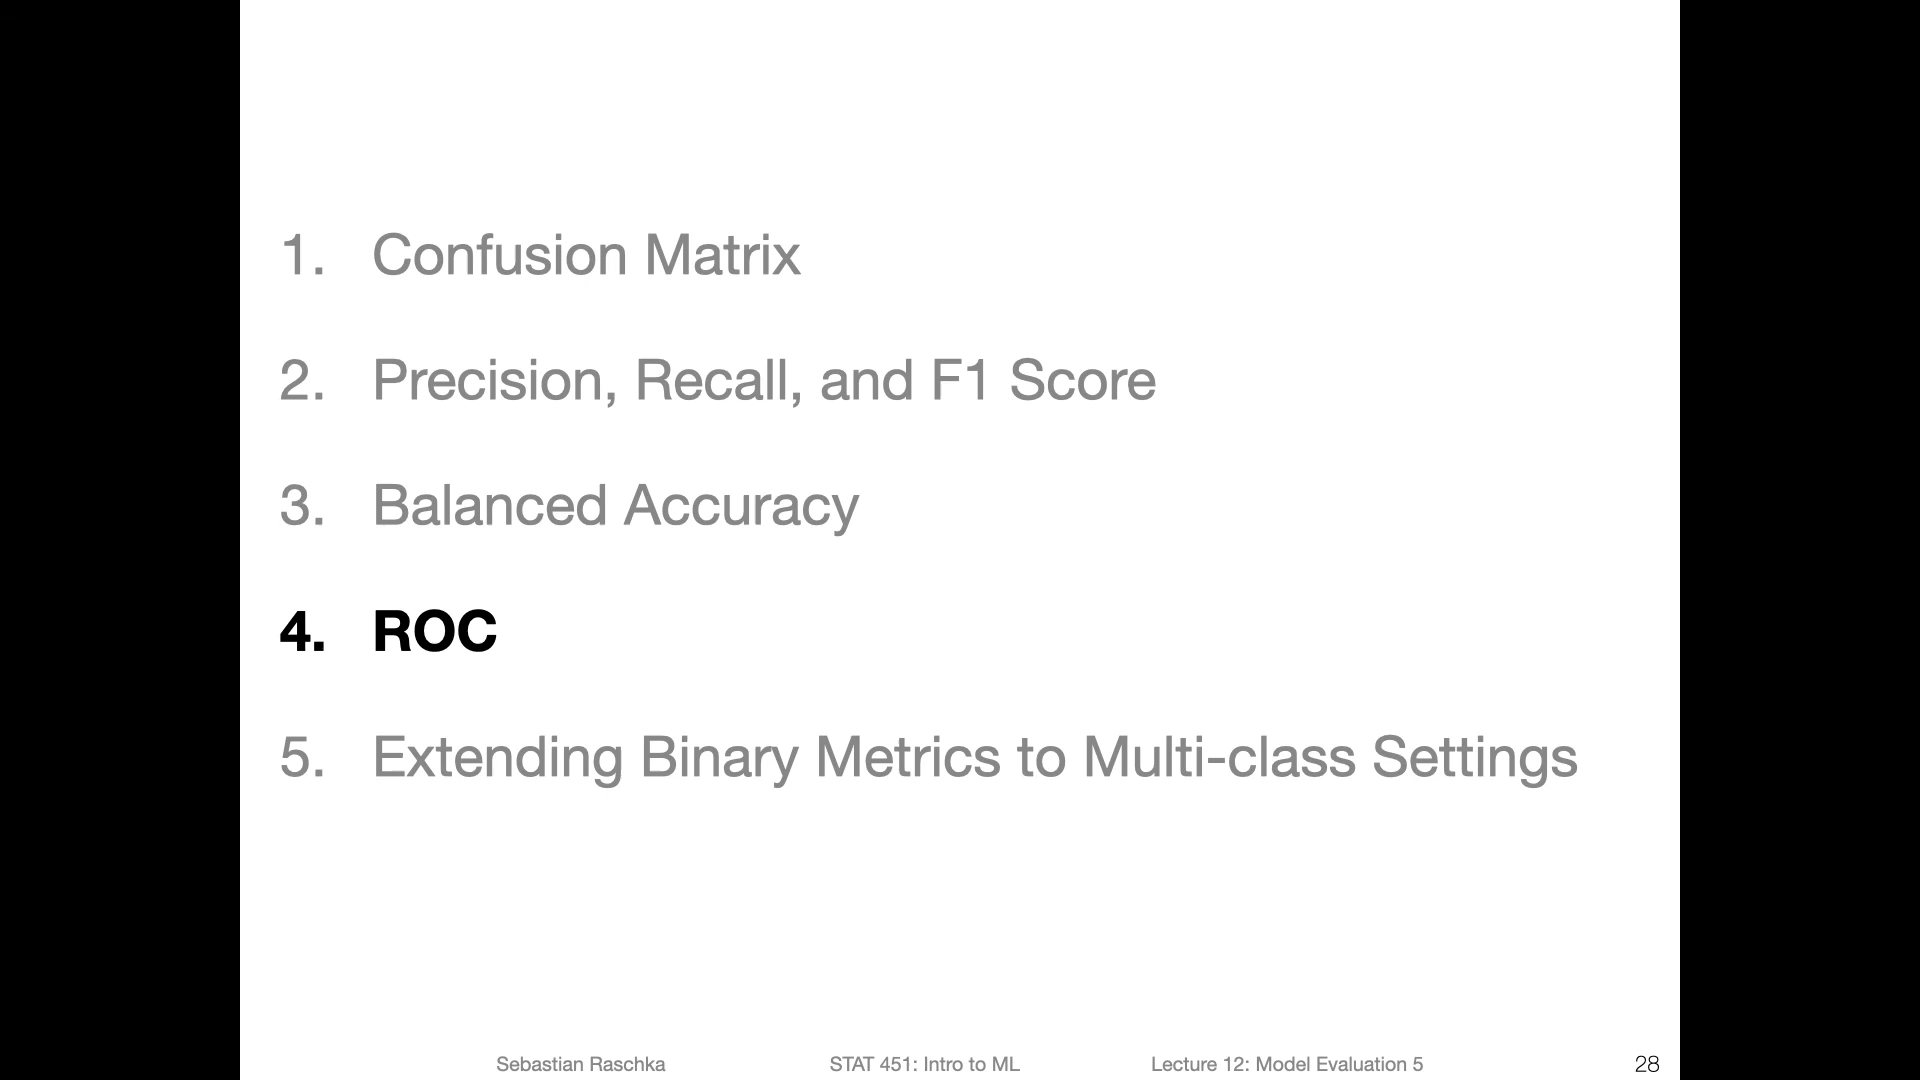 1. Confusion Matrix
2. Precision, Recall, and F1 Score
3. Balanced Accuracy
4. ROC
5. Extending Binary Metrics to Multi-class Settings
Sebastian Raschka STAT 451: Intro to ML Lecture 12: Model Evaluation 5 28